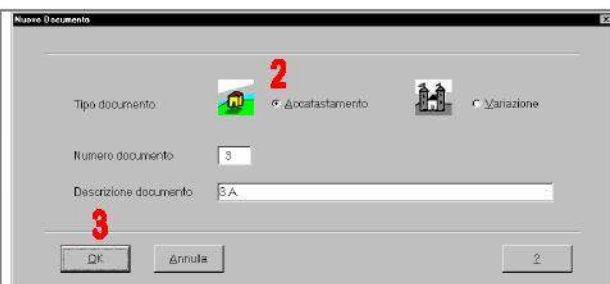 Nuovo Documento
2
Tipo documento Accatastamento Variazione
Numero documento 3
Descrizione documento 3 A
3
OK Annulla ?